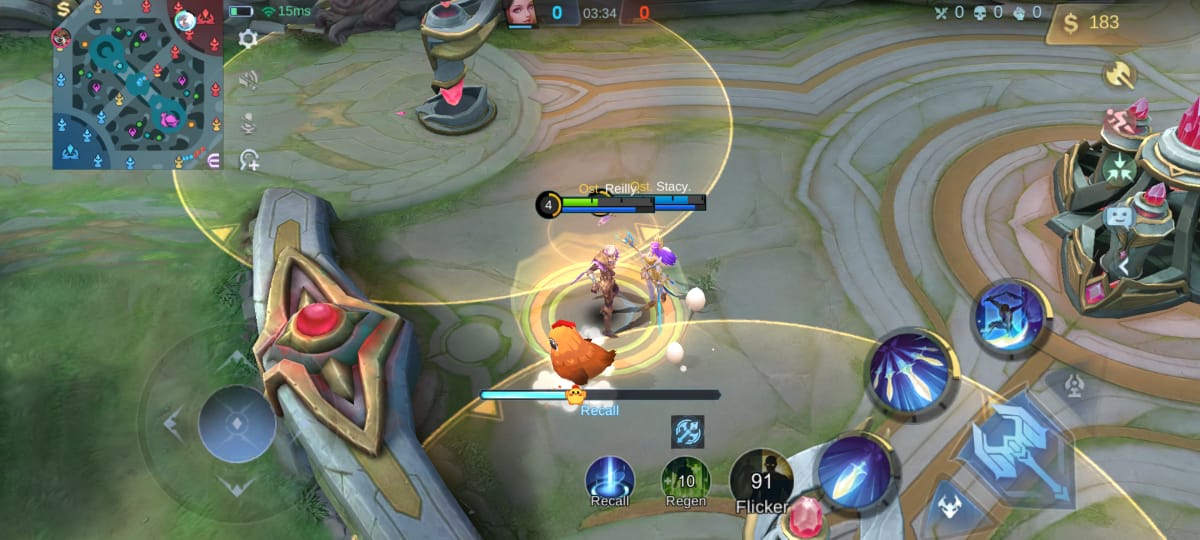 15ms
0 03:34 0
0 0 0
$ 183
Ost. Reilly.
Ost. Stacy.
4
Recall
Recall
+10
Regen
91
Flicker